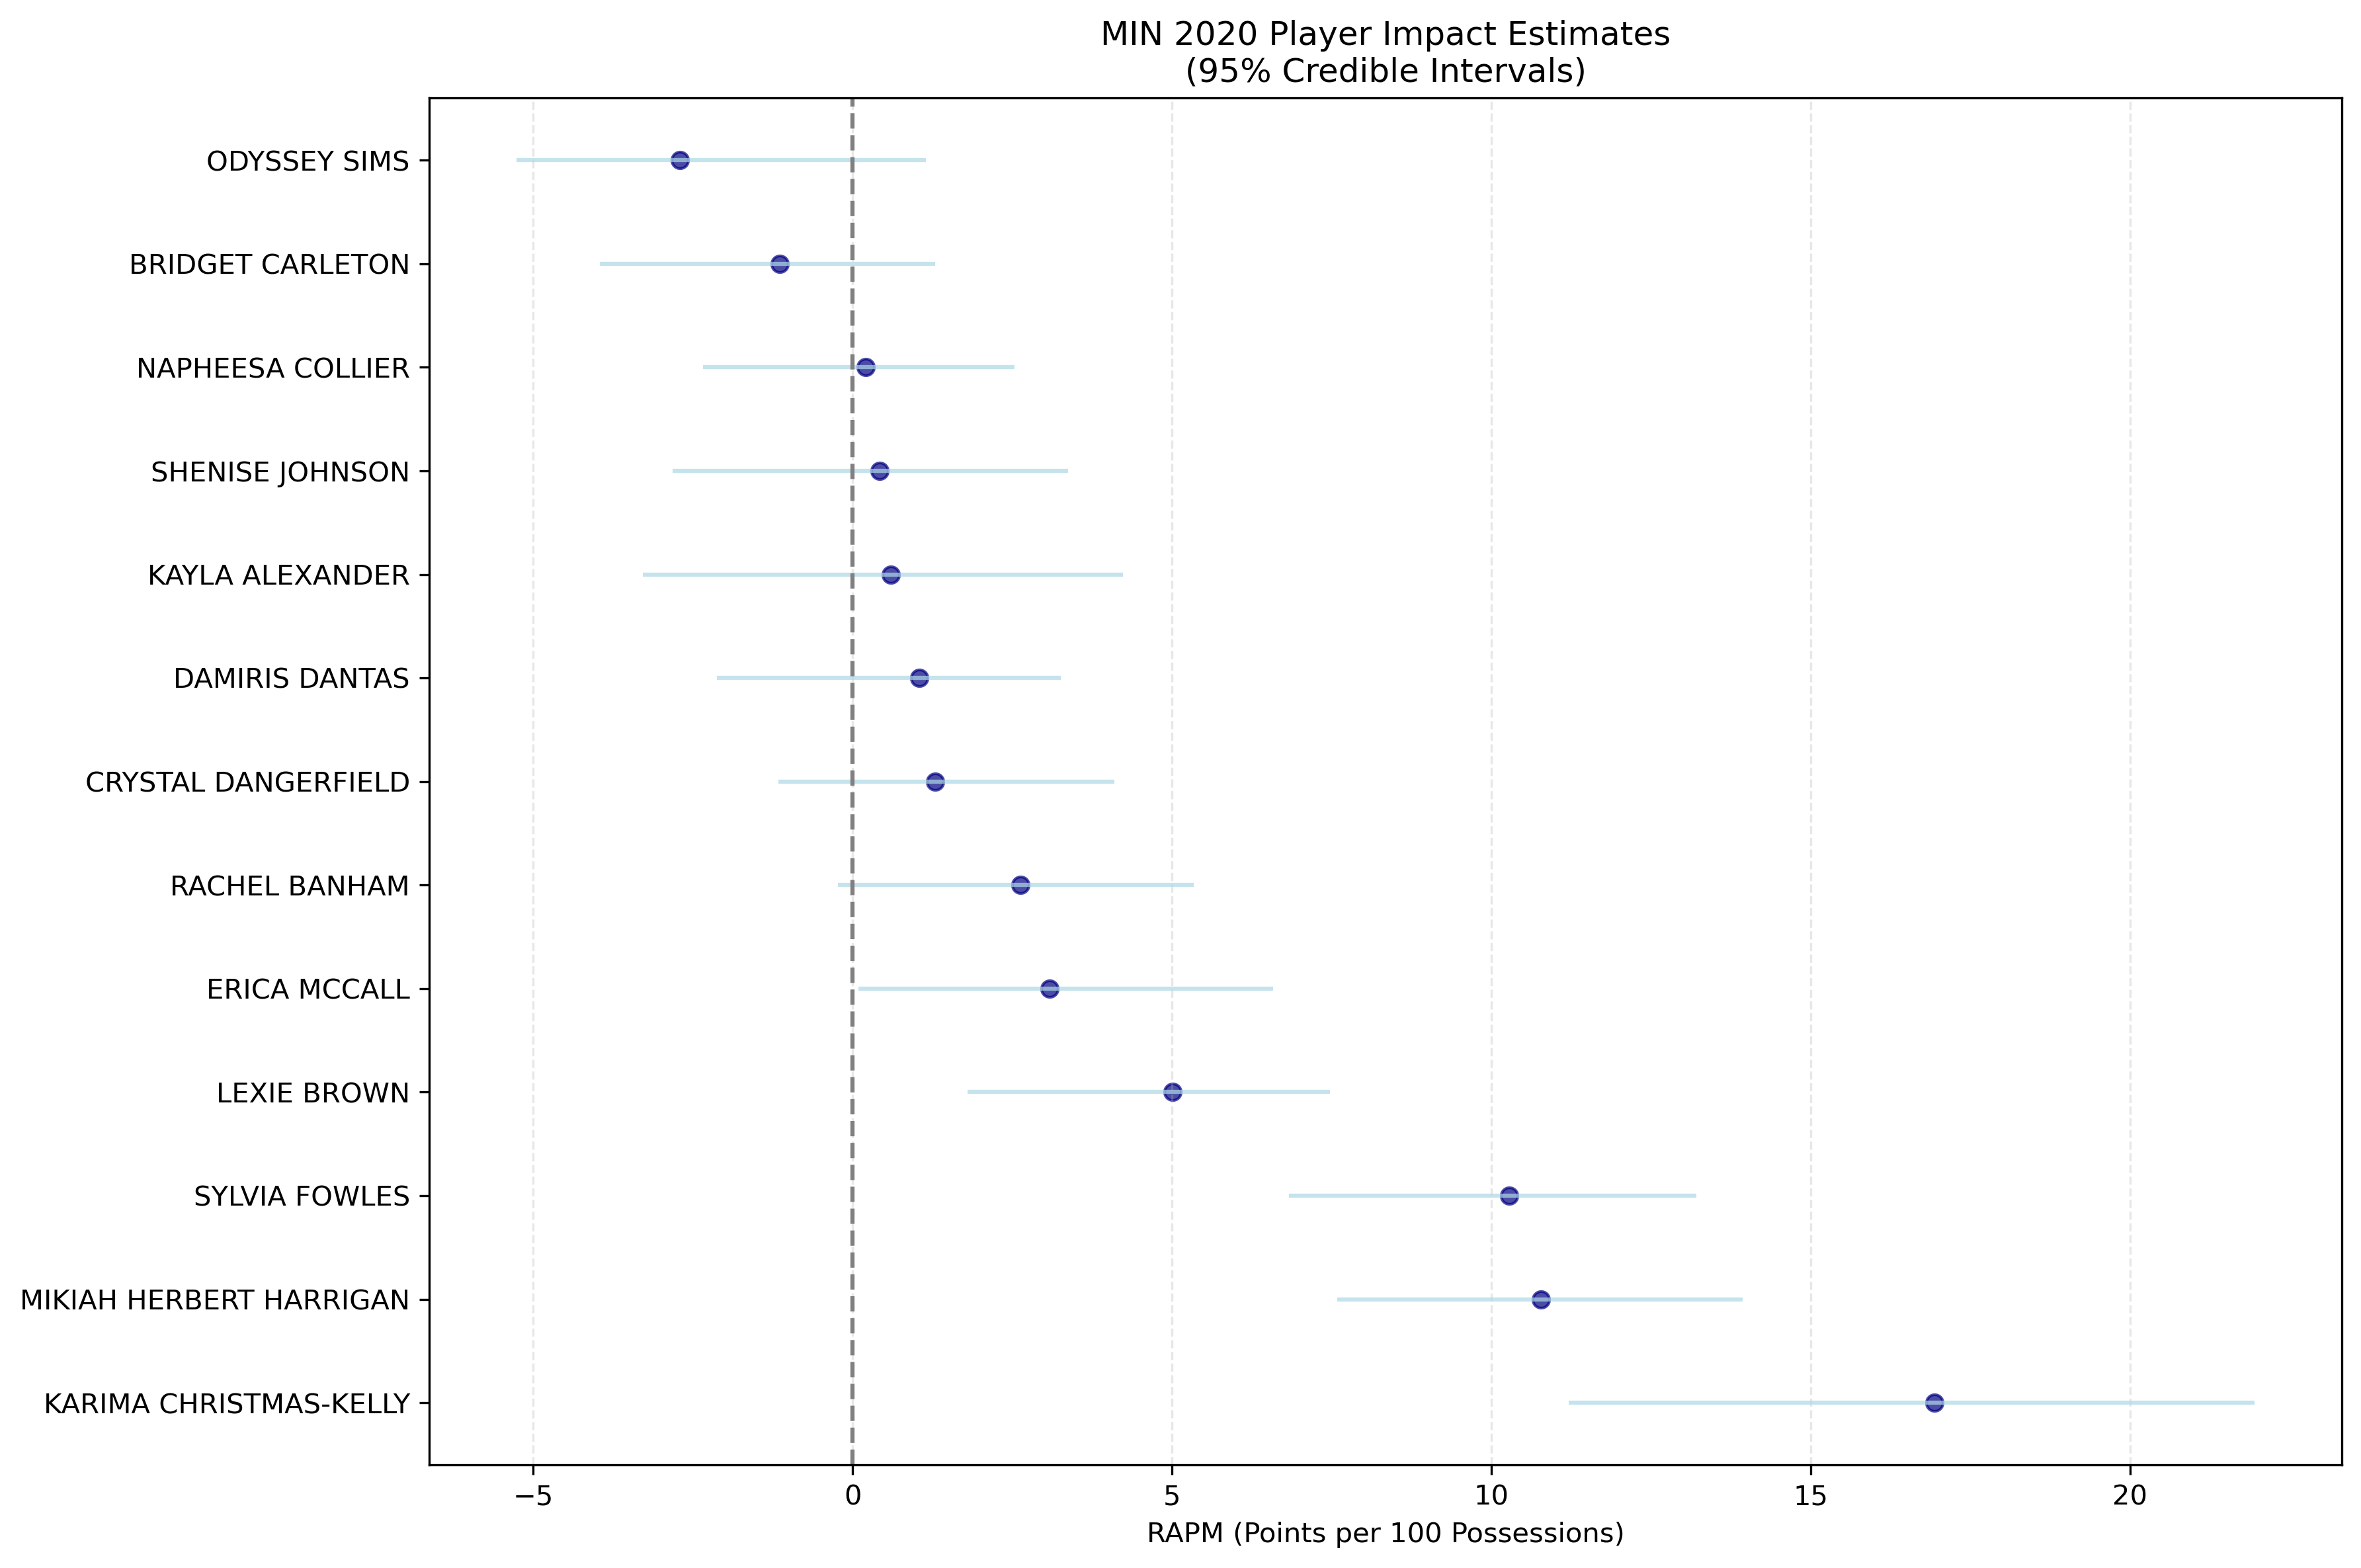 MIN 2020 Player Impact Estimates
(95% Credible Intervals)
ODYSSEY SIMS
BRIDGET CARLETON
NAPHEESA COLLIER
SHENISE JOHNSON
KAYLA ALEXANDER
DAMIRIS DANTAS
CRYSTAL DANGERFIELD
RACHEL BANHAM
ERICA MCCALL
LEXIE BROWN
SYLVIA FOWLES
MIKIAH HERBERT HARRIGAN
KARIMA CHRISTMAS-KELLY
−5 0 5 10 15 20
RAPM (Points per 100 Possessions)